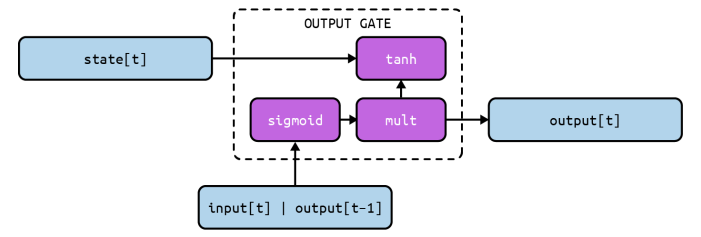 OUTPUT GATE
state[t]
tanh
sigmoid
mult
output[t]
input[t] | output[t-1]